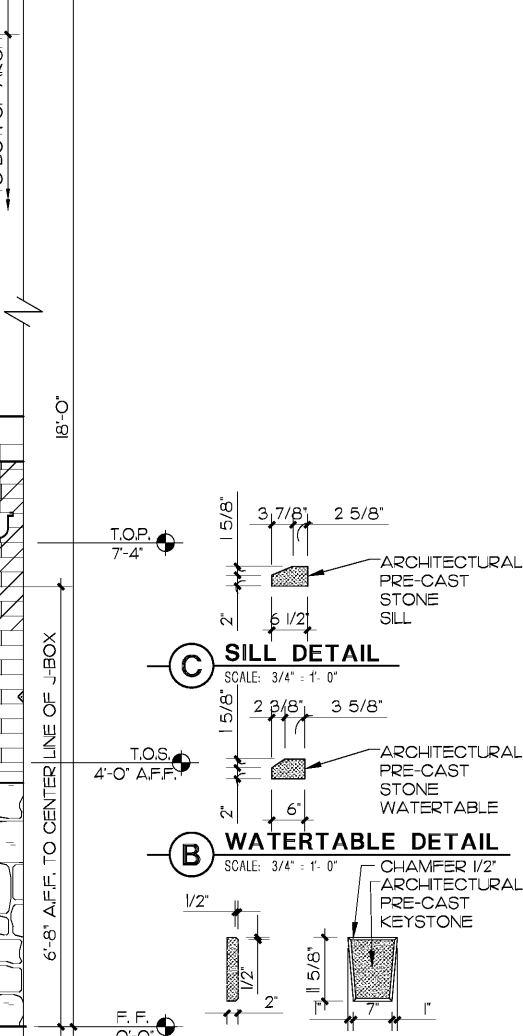 18'-0"
T.O.P.
7'-4"
1 5/8"
3 7/8"
2 5/8"
2"
6 1/2"
ARCHITECTURAL
PRE-CAST
STONE
SILL
C
SILL DETAIL
SCALE: 3/4" = 1'- 0"
6'-8" A.F.F. TO CENTER LINE OF J-BOX
T.O.S.
4'-0" A.F.F.
1 5/8"
2 3/8"
3 5/8"
2"
6"
ARCHITECTURAL
PRE-CAST
STONE
WATERTABLE
B
WATERTABLE DETAIL
SCALE: 3/4" = 1'- 0"
CHAMFER 1/2"
ARCHITECTURAL
PRE-CAST
KEYSTONE
1/2"
1/2"
2"
11 5/8"
1"
7"
1"
F. F.
0'-0"